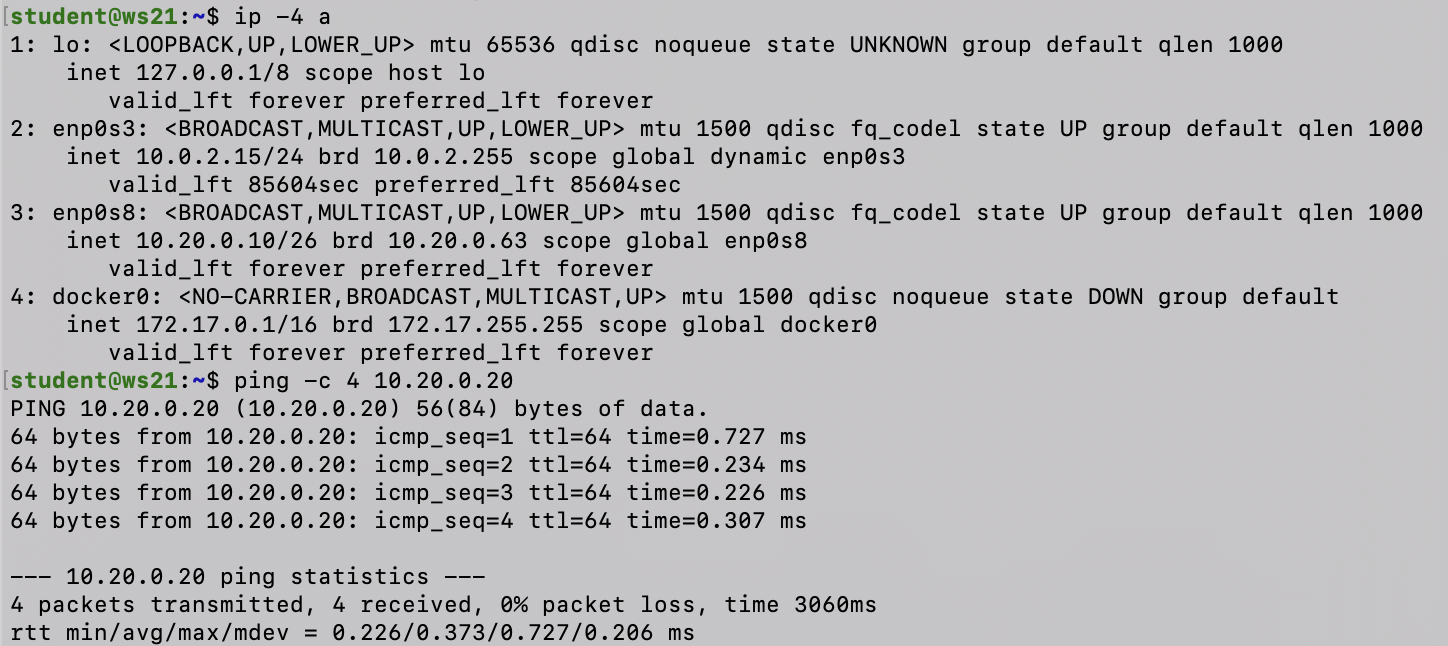 [student@ws21:~$ ip -4 a
1: lo: <LOOPBACK,UP,LOWER_UP> mtu 65536 qdisc noqueue state UNKNOWN group default qlen 1000
    inet 127.0.0.1/8 scope host lo
       valid_lft forever preferred_lft forever
2: enp0s3: <BROADCAST,MULTICAST,UP,LOWER_UP> mtu 1500 qdisc fq_codel state UP group default qlen 1000
    inet 10.0.2.15/24 brd 10.0.2.255 scope global dynamic enp0s3
       valid_lft 85604sec preferred_lft 85604sec
3: enp0s8: <BROADCAST,MULTICAST,UP,LOWER_UP> mtu 1500 qdisc fq_codel state UP group default qlen 1000
    inet 10.20.0.10/26 brd 10.20.0.63 scope global enp0s8
       valid_lft forever preferred_lft forever
4: docker0: <NO-CARRIER,BROADCAST,MULTICAST,UP> mtu 1500 qdisc noqueue state DOWN group default
    inet 172.17.0.1/16 brd 172.17.255.255 scope global docker0
       valid_lft forever preferred_lft forever
[student@ws21:~$ ping -c 4 10.20.0.20
PING 10.20.0.20 (10.20.0.20) 56(84) bytes of data.
64 bytes from 10.20.0.20: icmp_seq=1 ttl=64 time=0.727 ms
64 bytes from 10.20.0.20: icmp_seq=2 ttl=64 time=0.234 ms
64 bytes from 10.20.0.20: icmp_seq=3 ttl=64 time=0.226 ms
64 bytes from 10.20.0.20: icmp_seq=4 ttl=64 time=0.307 ms

--- 10.20.0.20 ping statistics ---
4 packets transmitted, 4 received, 0% packet loss, time 3060ms
rtt min/avg/max/mdev = 0.226/0.373/0.727/0.206 ms